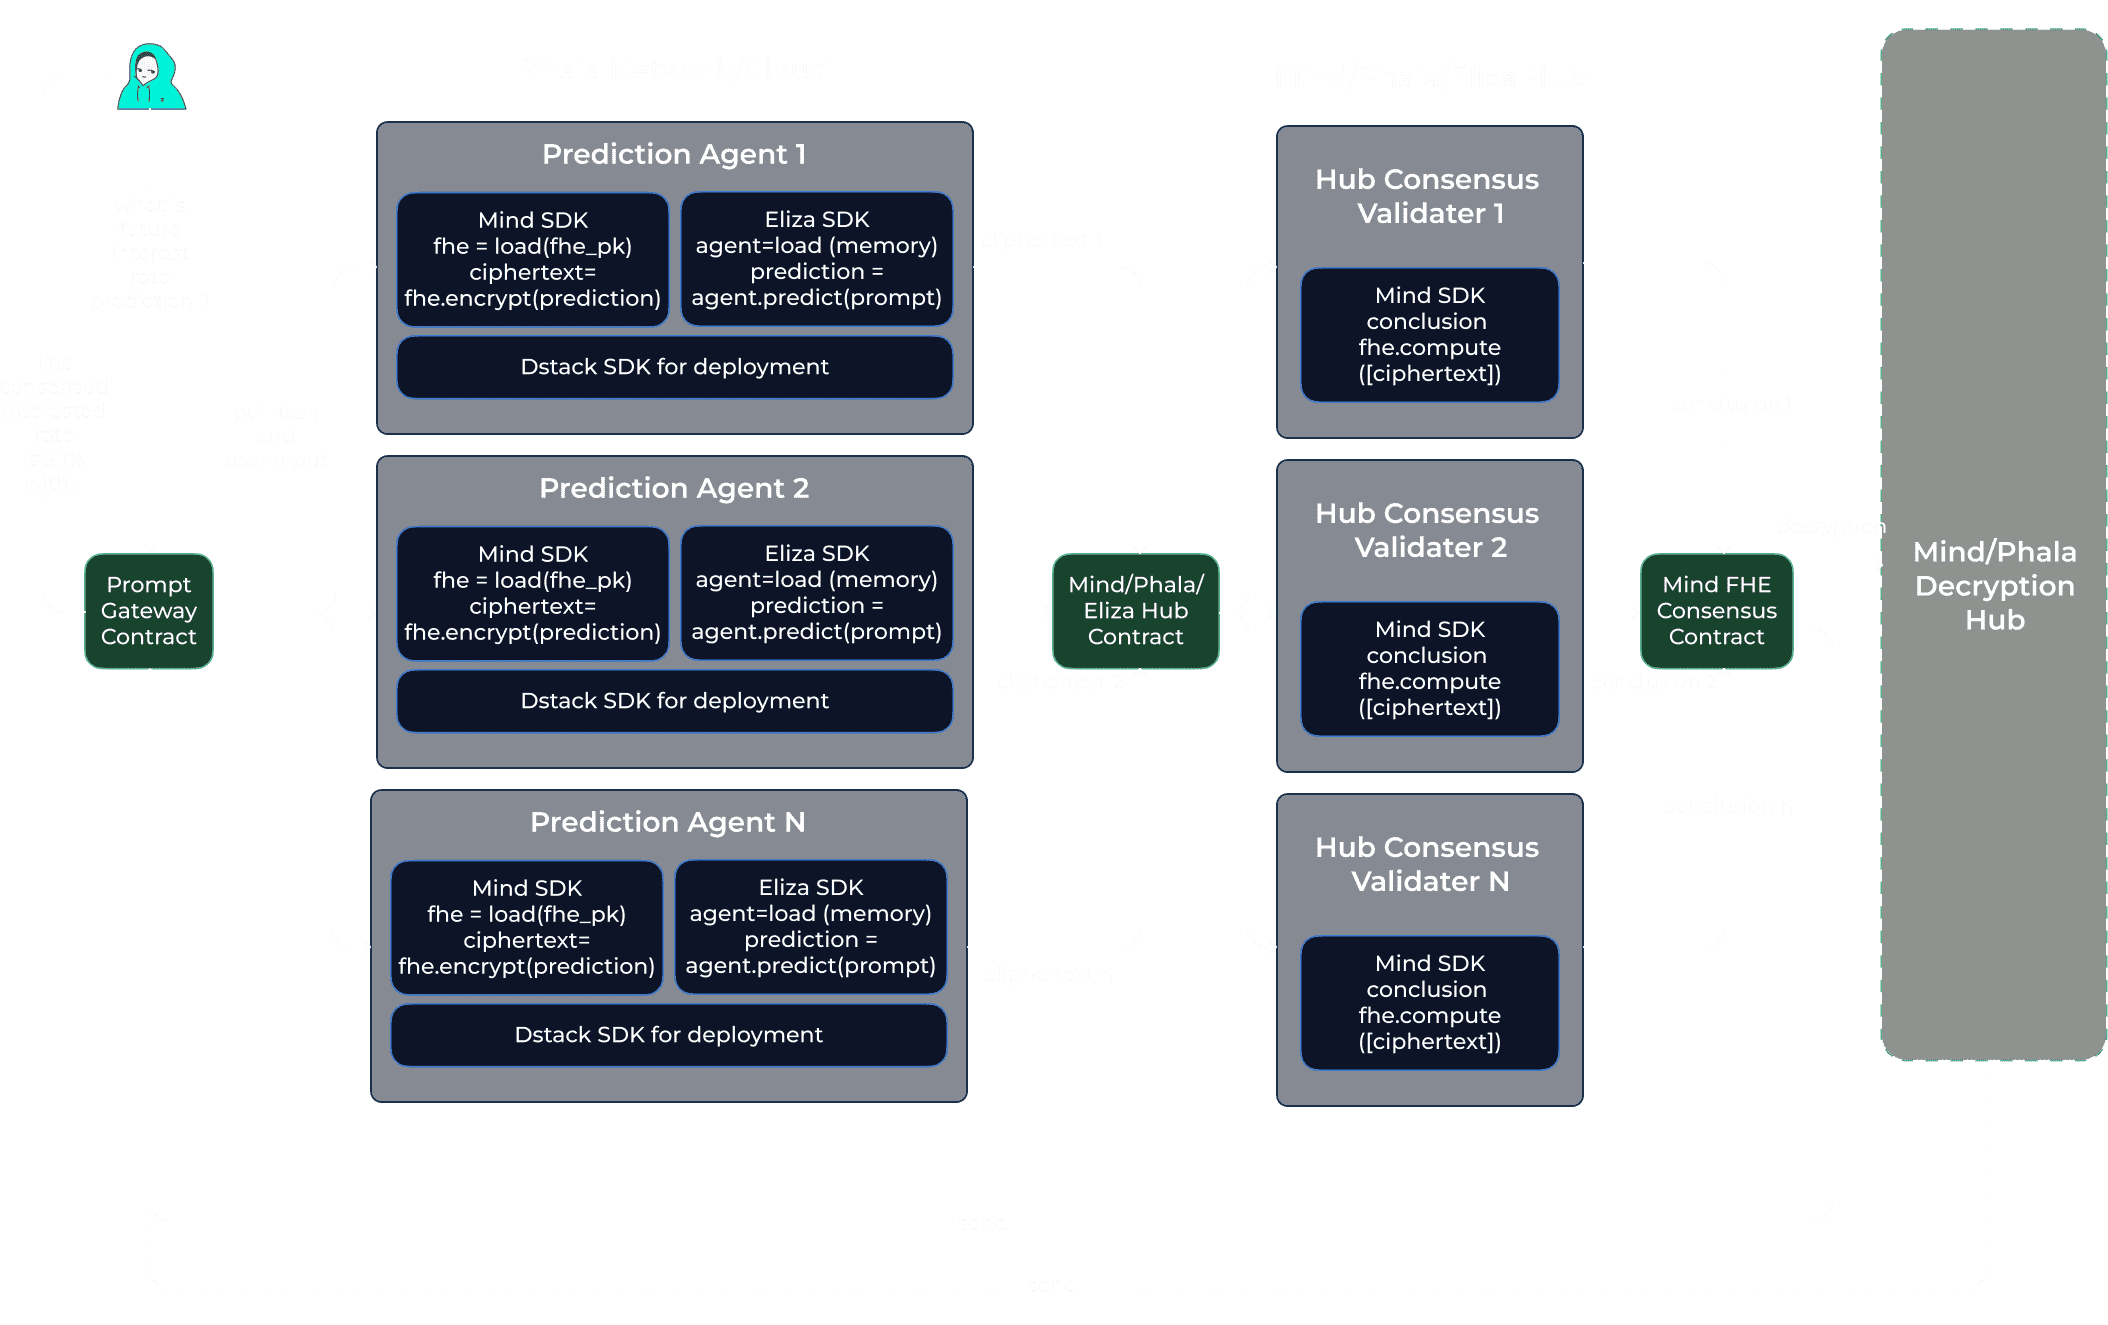 Prediction Agent 1
Mind SDK
fhe = load(fhe_pk)
ciphertext=
fhe.encrypt(prediction)
Eliza SDK
agent=load (memory)
prediction =
agent.predict(prompt)
Dstack SDK for deployment
Prediction Agent 2
Mind SDK
fhe = load(fhe_pk)
ciphertext=
fhe.encrypt(prediction)
Eliza SDK
agent=load (memory)
prediction =
agent.predict(prompt)
Dstack SDK for deployment
Prediction Agent N
Mind SDK
fhe = load(fhe_pk)
ciphertext=
fhe.encrypt(prediction)
Eliza SDK
agent=load (memory)
prediction =
agent.predict(prompt)
Dstack SDK for deployment
Prompt
Gateway
Contract
Mind/Phala/
Eliza Hub
Contract
Hub Consensus
Validater 1
Mind SDK
conclusion
fhe.compute
([ciphertext])
Hub Consensus
Validater 2
Mind SDK
conclusion
fhe.compute
([ciphertext])
Hub Consensus
Validater N
Mind SDK
conclusion
fhe.compute
([ciphertext])
Mind FHE
Consensus
Contract
decryption
Mind/Phala
Decryption
Hub